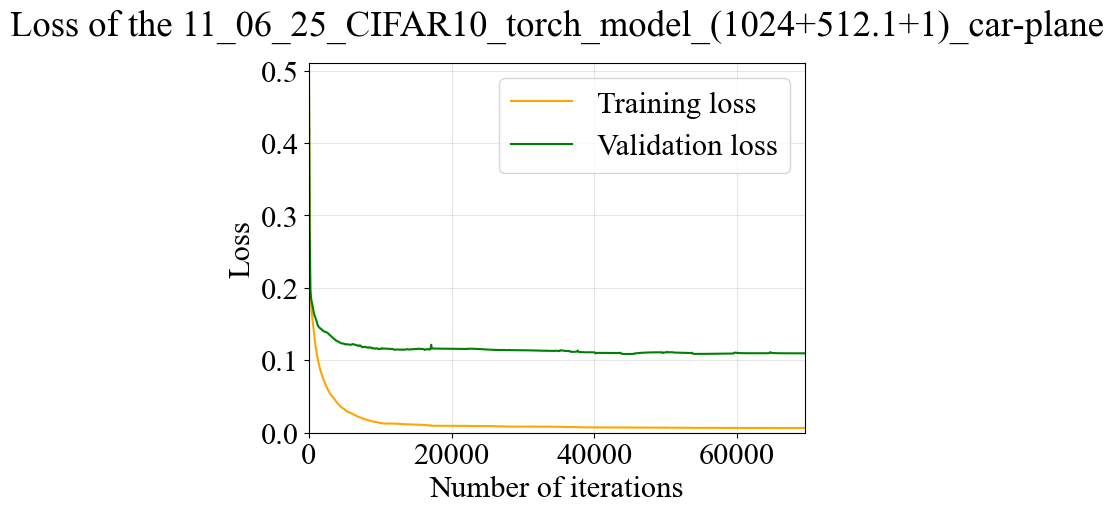 Loss of the 11_06_25_CIFAR10_torch_model_(1024+512.1+1)_car-plane
0.5
0.4
0.3
0.2
0.1
0.0
Loss
Training loss
Validation loss
0 20000 40000 60000
Number of iterations